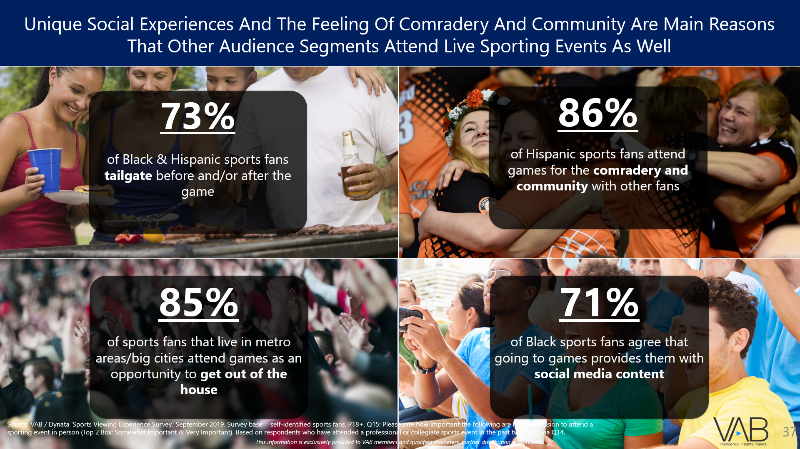 Unique Social Experiences And The Feeling Of Comradery And Community Are Main Reasons
That Other Audience Segments Attend Live Sporting Events As Well
73%
of Black & Hispanic sports fans
tailgate before and/or after the
game
86%
of Hispanic sports fans attend
games for the comradery and
community with other fans
85%
of sports fans that live in metro
areas/big cities attend games as an
opportunity to get out of the
house
71%
of Black sports fans agree that
going to games provides them with
social media content
Source: VAB / Dynata 'Sports Viewing Experience Survey,' September 2019. Survey base: self-identified sports fans, P18+. Q15: Please rate how important the following are in your decision to attend a
sporting event in person (Top 2 Box: Somewhat Important & Very Important). Based on respondents who have attended a professional or collegiate sports event in the past Q14.
This information is exclusively provided to VAB members and qualified marketers, further distribution
VAB
37